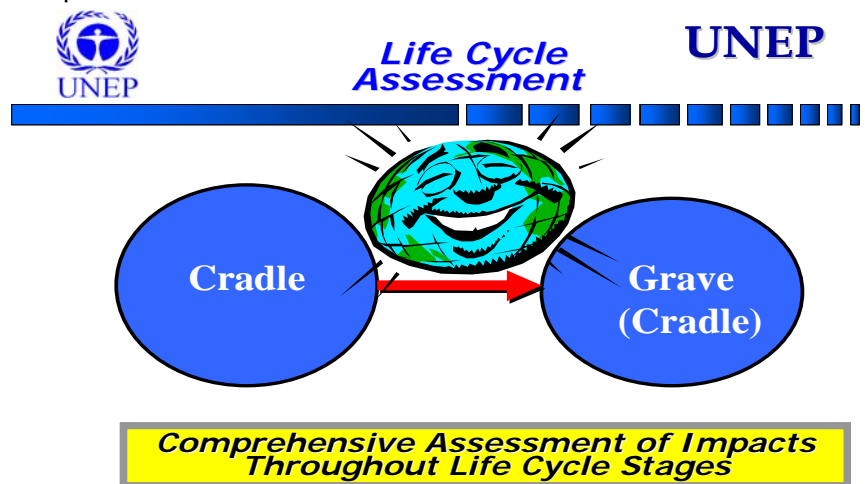 UNEP
Life Cycle
Assessment
UNEP
Cradle
Grave
(Cradle)
Comprehensive Assessment of Impacts
Throughout Life Cycle Stages